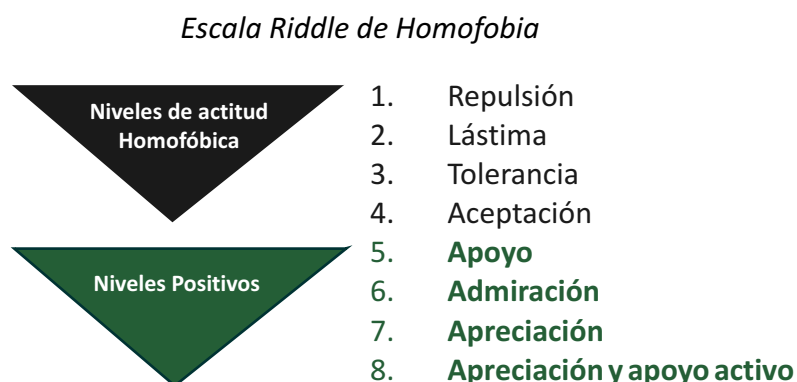 Escala Riddle de Homofobia
Niveles de actitud
Homofóbica
1. Repulsión
2. Lástima
3. Tolerancia
4. Aceptación
Niveles Positivos
5. Apoyo
6. Admiración
7. Apreciación
8. Apreciación y apoyo activo